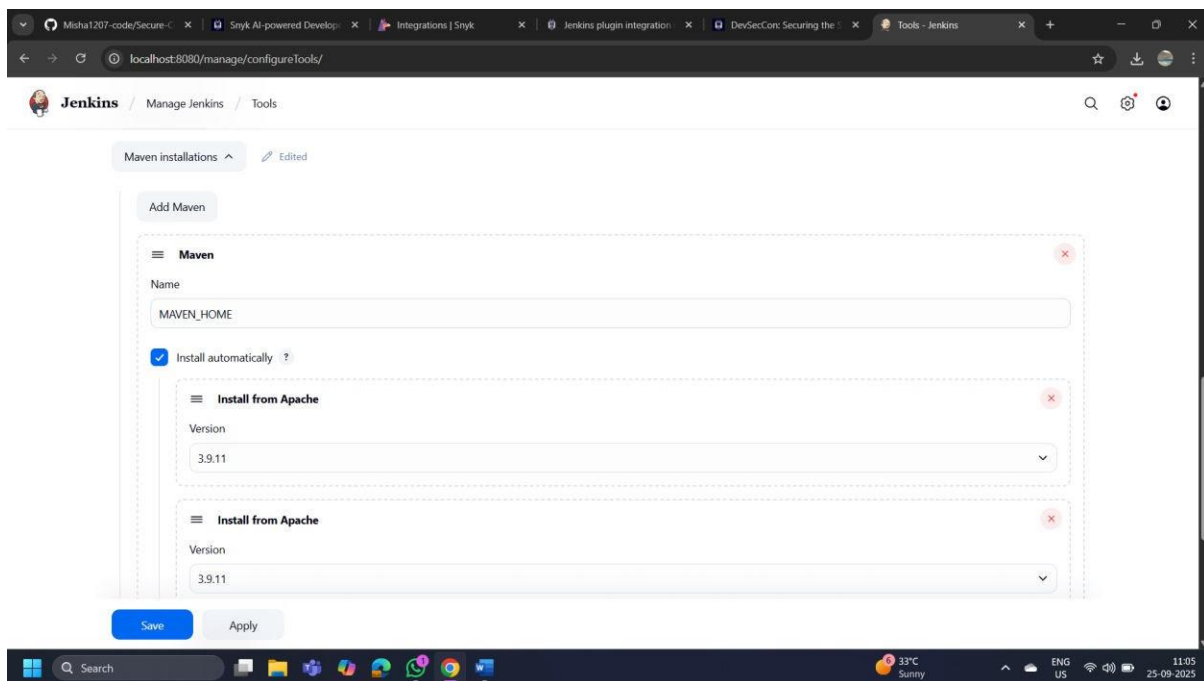 Misha1207-code/Secure-C
Snyk AI-powered Develop
Integrations | Snyk
Jenkins plugin integration
DevSecCon: Securing the S
Tools - Jenkins
localhost:8080/manage/configureTools/
Jenkins / Manage Jenkins / Tools
Maven installations
Edited
Add Maven
Maven
Name
MAVEN_HOME
Install automatically ?
Install from Apache
Version
3.9.11
Install from Apache
Version
3.9.11
Save
Apply
Search
6
33°C
Sunny
1
ENG
US
11:05
25-09-2025